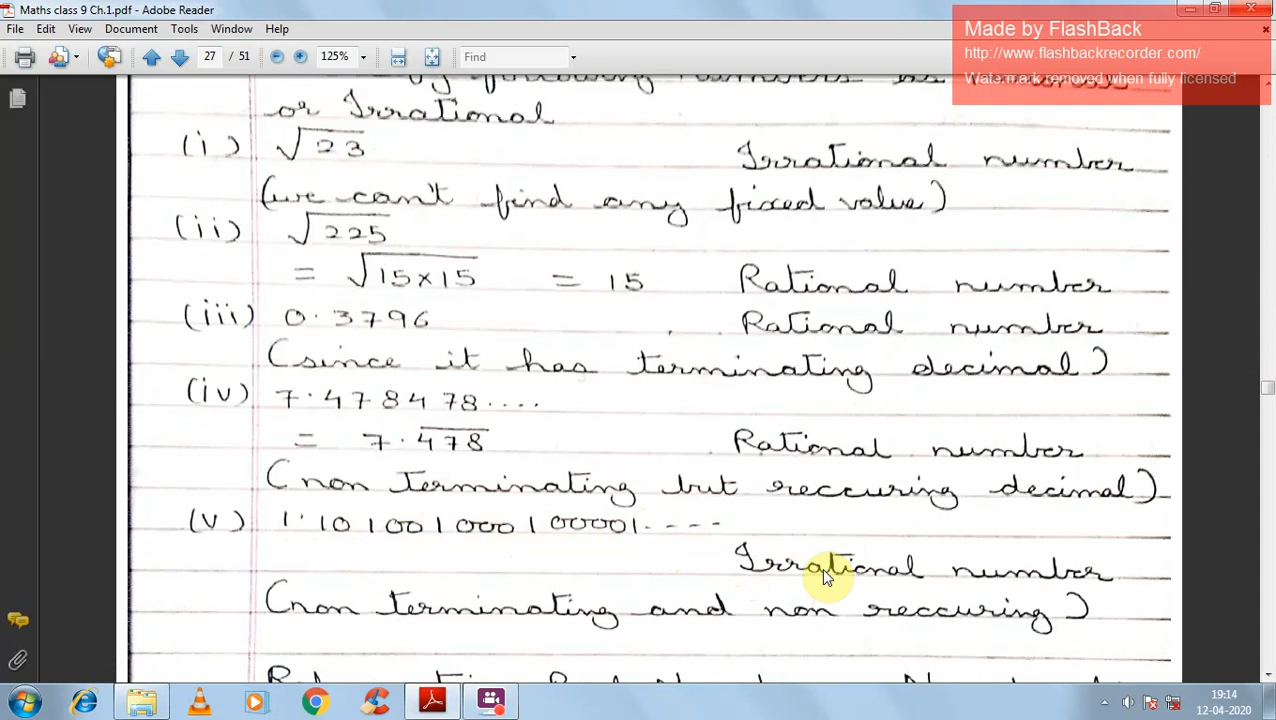 Maths class 9 Ch.1.pdf - Adobe Reader
File Edit View Document Tools Window Help
27 / 51 125% Find
Made by FlashBack
http://www.flashbackrecorder.com/
Watermark removed when fully licensed
or Irrational
(i) √23 Irrational number
(we can't find any fixed value)
(ii) √225
= √15×15 = 15 Rational number
(iii) 0.3796 Rational number
(since it has terminating decimal)
(iv) 7.478478....
= 7.4̅7̅8̅ Rational number
(non terminating but reccuring decimal)
(v) 1.101001000100001....
Irrational number
(non terminating and non reccuring)
19:14
12-04-2020